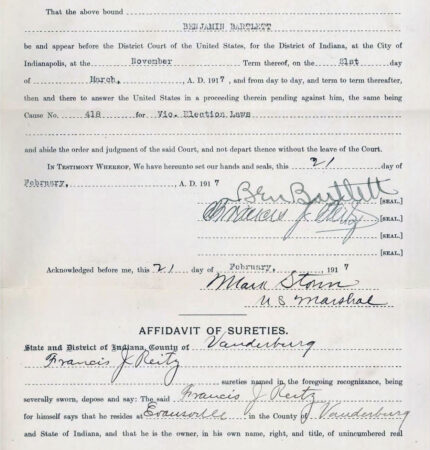 That the above bound
BENJAMIN BARTLETT
be and appear before the District Court of the United States, for the District of Indiana, at the City of
Indianapolis, at the November Term thereof, on the 21st day
of March, A. D. 1917, and from day to day, and term to term thereafter,
then and there to answer the United States in a proceeding therein pending against him, the same being
Cause No. 418 for Vio. Election Laws
and abide the order and judgment of the said Court, and not depart thence without the leave of the Court.
IN TESTIMONY WHEREOF, We have hereunto set our hands and seals, this 21 day of
February, A. D. 1917
Ben Bartlett [SEAL.]
Francis J. Reitz [SEAL.]
[SEAL.]
[SEAL.]
Acknowledged before me, this 21 day of February, 1917
Mark Storn
U S Marshal
AFFIDAVIT OF SURETIES.
State and District of Indiana, County of Vanderburg
Francis J Reitz
sureties named in the foregoing recognizance, being
severally sworn, depose and say: The said Francis J Reitz
for himself says that he resides at Evansville in the County of Vanderburg
and State of Indiana, and that he is the owner, in his own name, right, and title, of unincumbered real